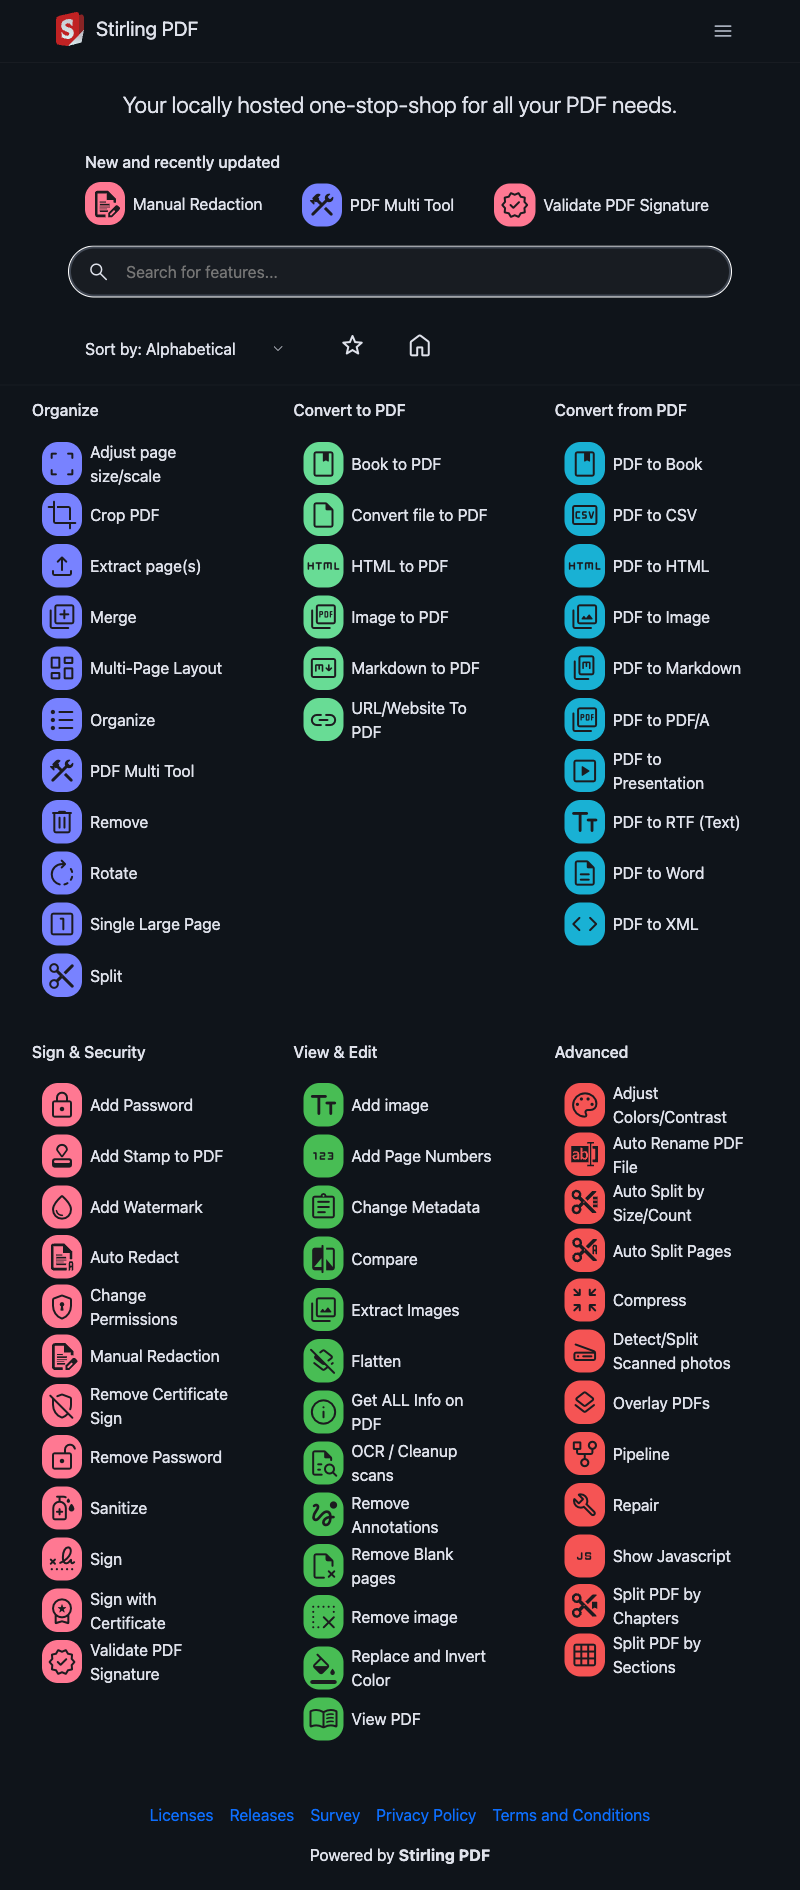 Stirling PDF
Your locally hosted one-stop-shop for all your PDF needs.
New and recently updated
Manual Redaction
PDF Multi Tool
Validate PDF Signature
Search for features...
Sort by: Alphabetical
Organize
Adjust page
size/scale
Crop PDF
Extract page(s)
Merge
Multi-Page Layout
Organize
PDF Multi Tool
Remove
Rotate
1
Single Large Page
Split
Convert to PDF
Book to PDF
Convert file to PDF
HTML
HTML to PDF
PDF
Image to PDF
Markdown to PDF
URL/Website To
PDF
Convert from PDF
PDF to Book
CSV
PDF to CSV
HTML
PDF to HTML
PDF to Image
PDF to Markdown
PDF
PDF to PDF/A
PDF to
Presentation
TT
PDF to RTF (Text)
PDF to Word
PDF to XML
Sign & Security
Add Password
Add Stamp to PDF
Add Watermark
Auto Redact
Change
Permissions
Manual Redaction
Remove Certificate
Sign
Remove Password
Sanitize
Sign
Sign with
Certificate
Validate PDF
Signature
View & Edit
TT
Add image
123
Add Page Numbers
Change Metadata
Compare
Extract Images
Flatten
Get ALL Info on
PDF
OCR / Cleanup
scans
Remove
Annotations
Remove Blank
pages
Remove image
Replace and Invert
Color
View PDF
Advanced
Adjust
Colors/Contrast
ab
Auto Rename PDF
File
Auto Split by
Size/Count
Auto Split Pages
Compress
Detect/Split
Scanned photos
Overlay PDFs
Pipeline
Repair
JS
Show Javascript
Split PDF by
Chapters
Split PDF by
Sections
Licenses Releases Survey Privacy Policy Terms and Conditions
Powered by Stirling PDF